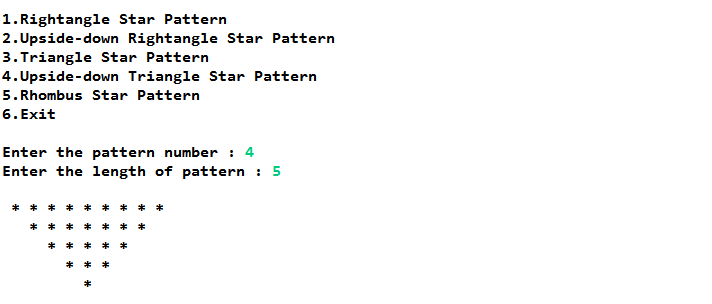 1.Rightangle Star Pattern
2.Upside-down Rightangle Star Pattern
3.Triangle Star Pattern
4.Upside-down Triangle Star Pattern
5.Rhombus Star Pattern
6.Exit

Enter the pattern number : 4
Enter the length of pattern : 5

 * * * * * * * * *
   * * * * * * *
     * * * * *
       * * *
         *